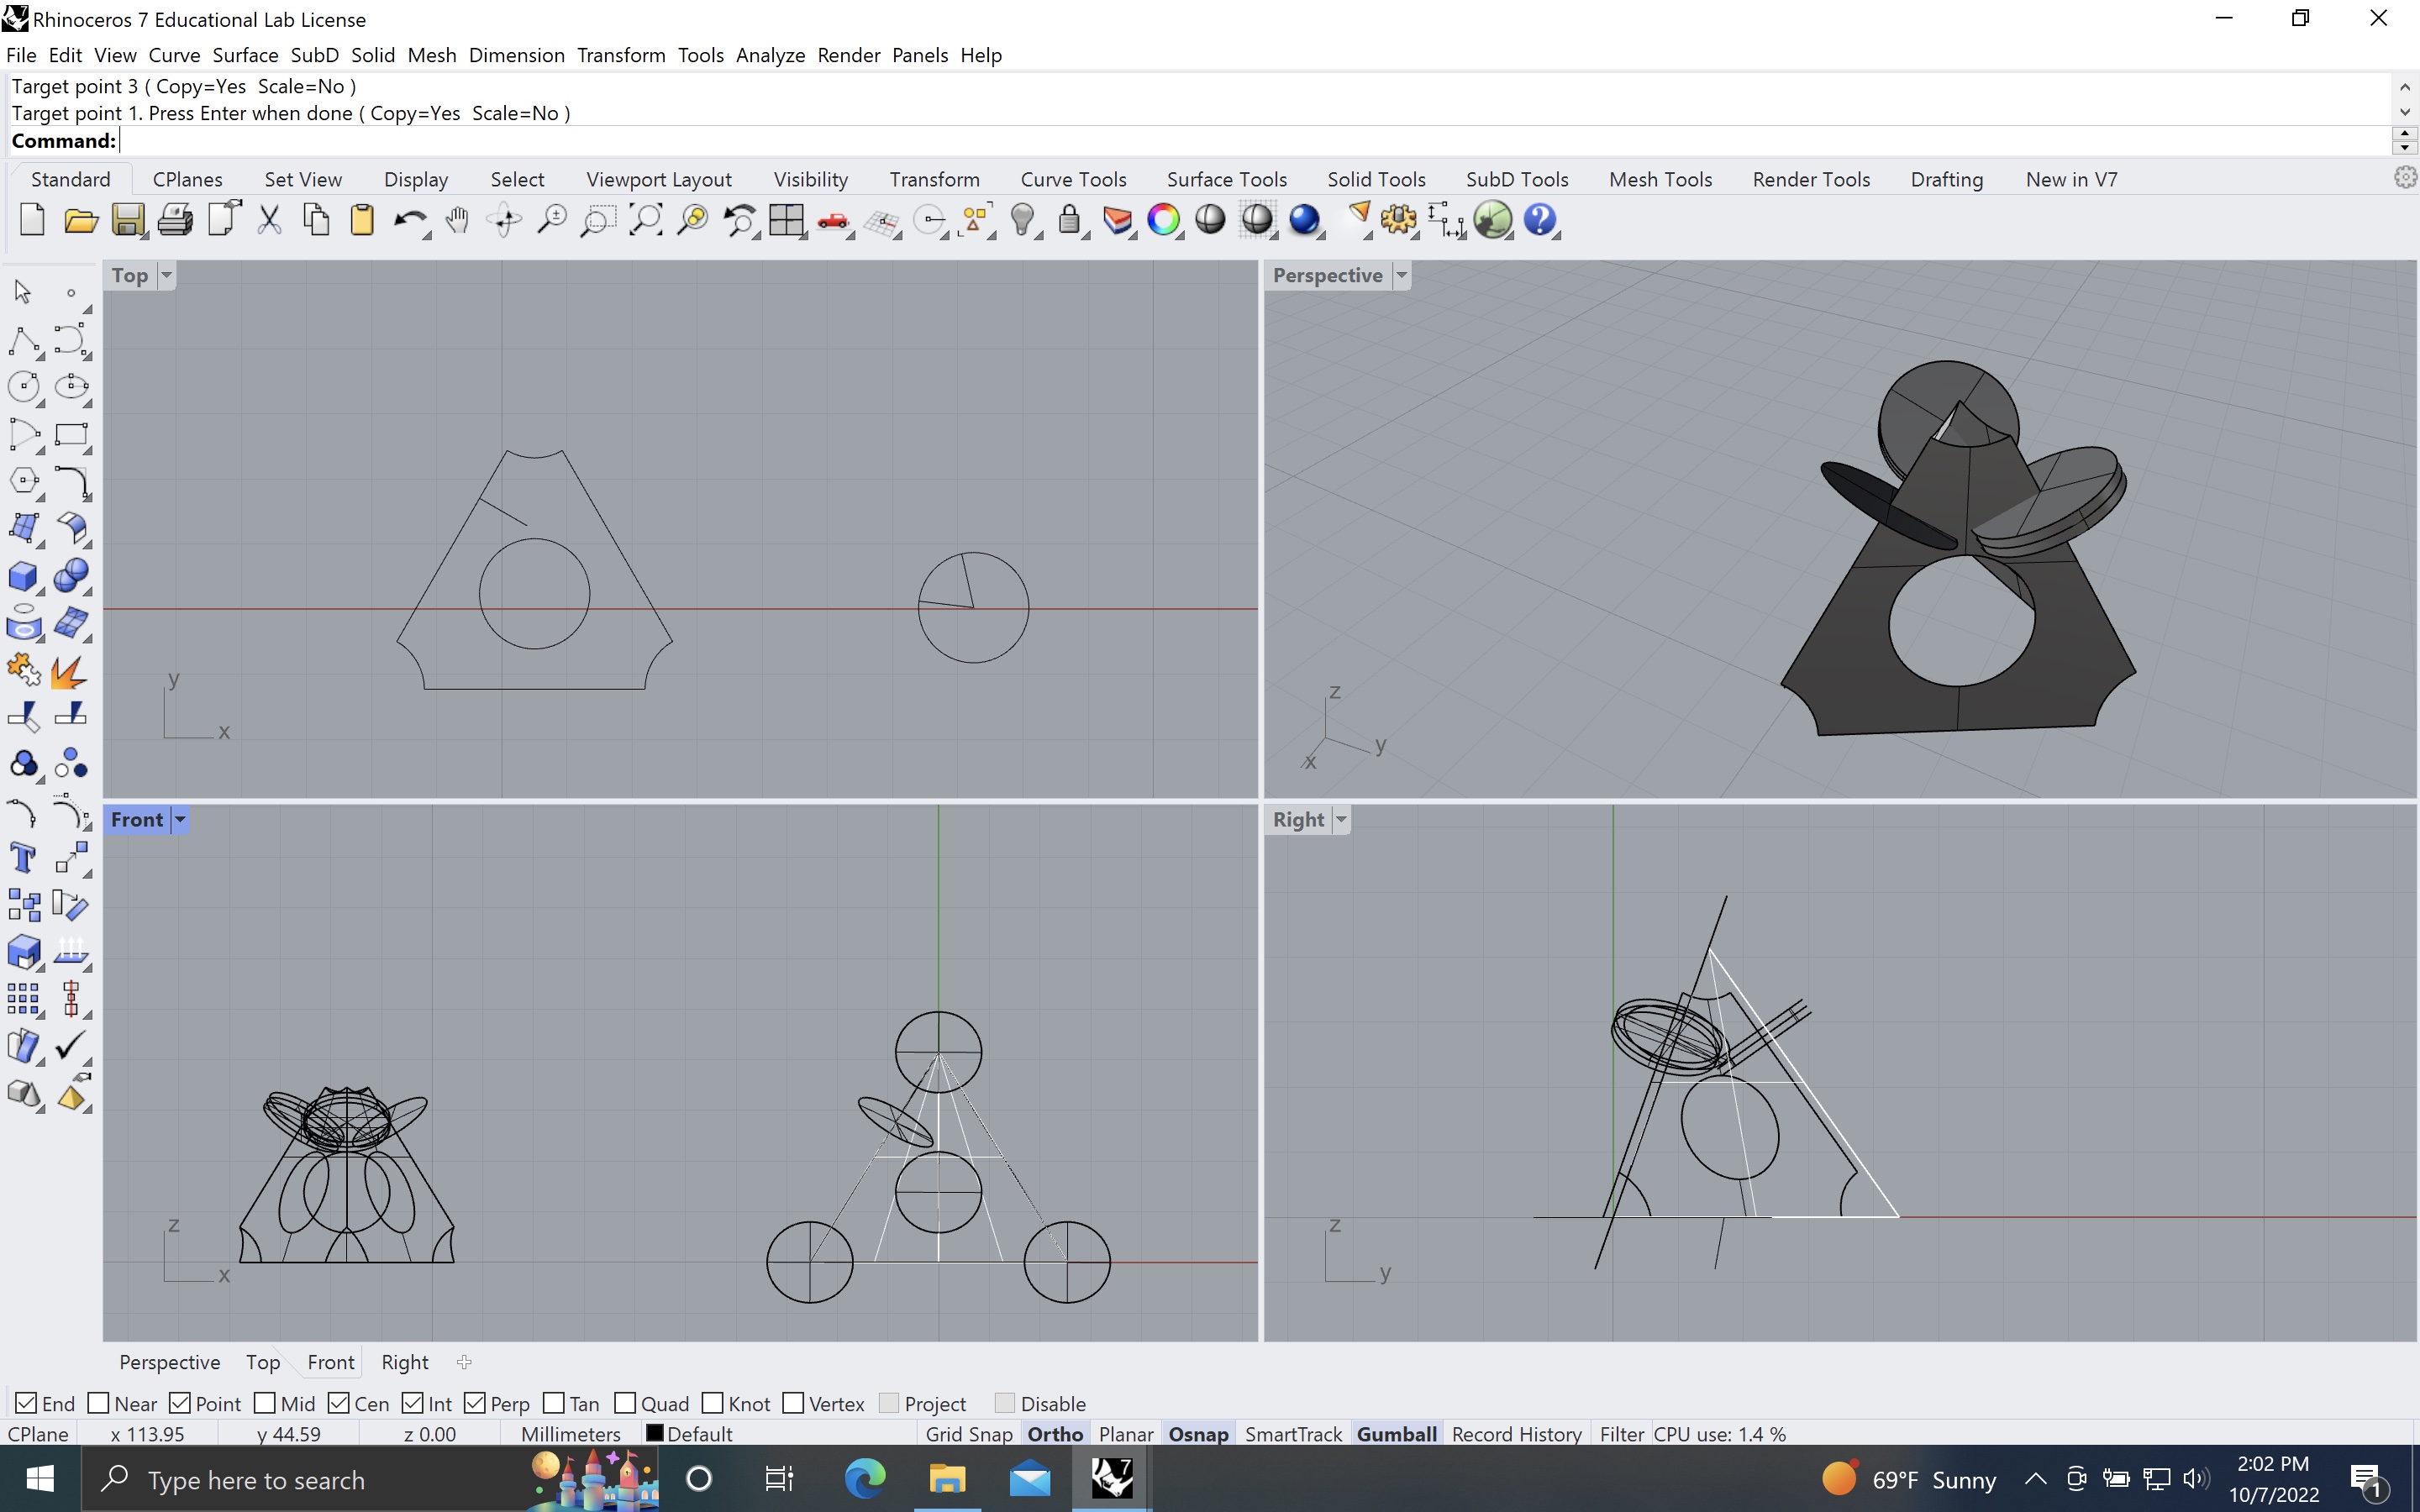 Rhinoceros 7 Educational Lab License
File Edit View Curve Surface SubD Solid Mesh Dimension Transform Tools Analyze Render Panels Help
Target point 3 ( Copy=Yes Scale=No )
Target point 1. Press Enter when done ( Copy=Yes Scale=No )
Command:
Standard CPlanes Set View Display Select Viewport Layout Visibility Transform Curve Tools Surface Tools Solid Tools SubD Tools Mesh Tools Render Tools Drafting New in V7
Top
y
x
Perspective
z
y
x
Front
z
x
Right
z
y
Perspective Top Front Right
End Near Point Mid Cen Int Perp Tan Quad Knot Vertex Project Disable
CPlane x 113.95 y 44.59 z 0.00 Millimeters Default Grid Snap Ortho Planar Osnap SmartTrack Gumball Record History Filter CPU use: 1.4 %
Type here to search
7
69°F Sunny
2:02 PM
10/7/2022
1